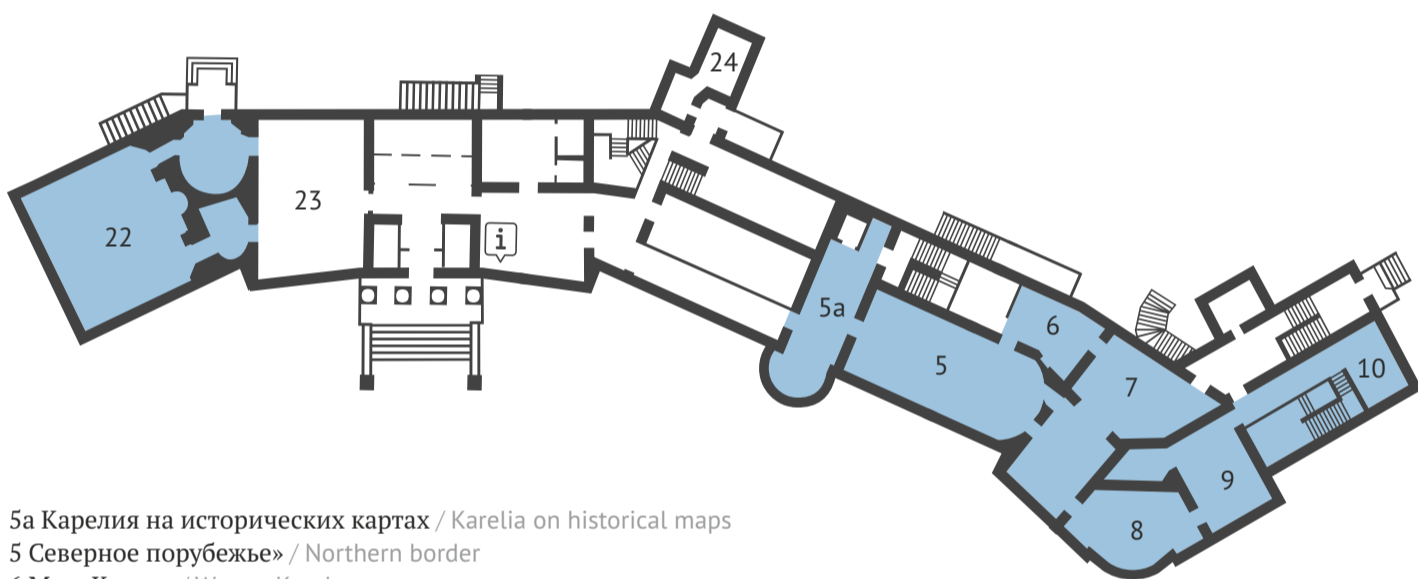 24
23
22
i
5а
6
5
7
10
9
8
5а Карелия на исторических картах / Karelia on historical maps
5 Северное порубежье» / Northern border